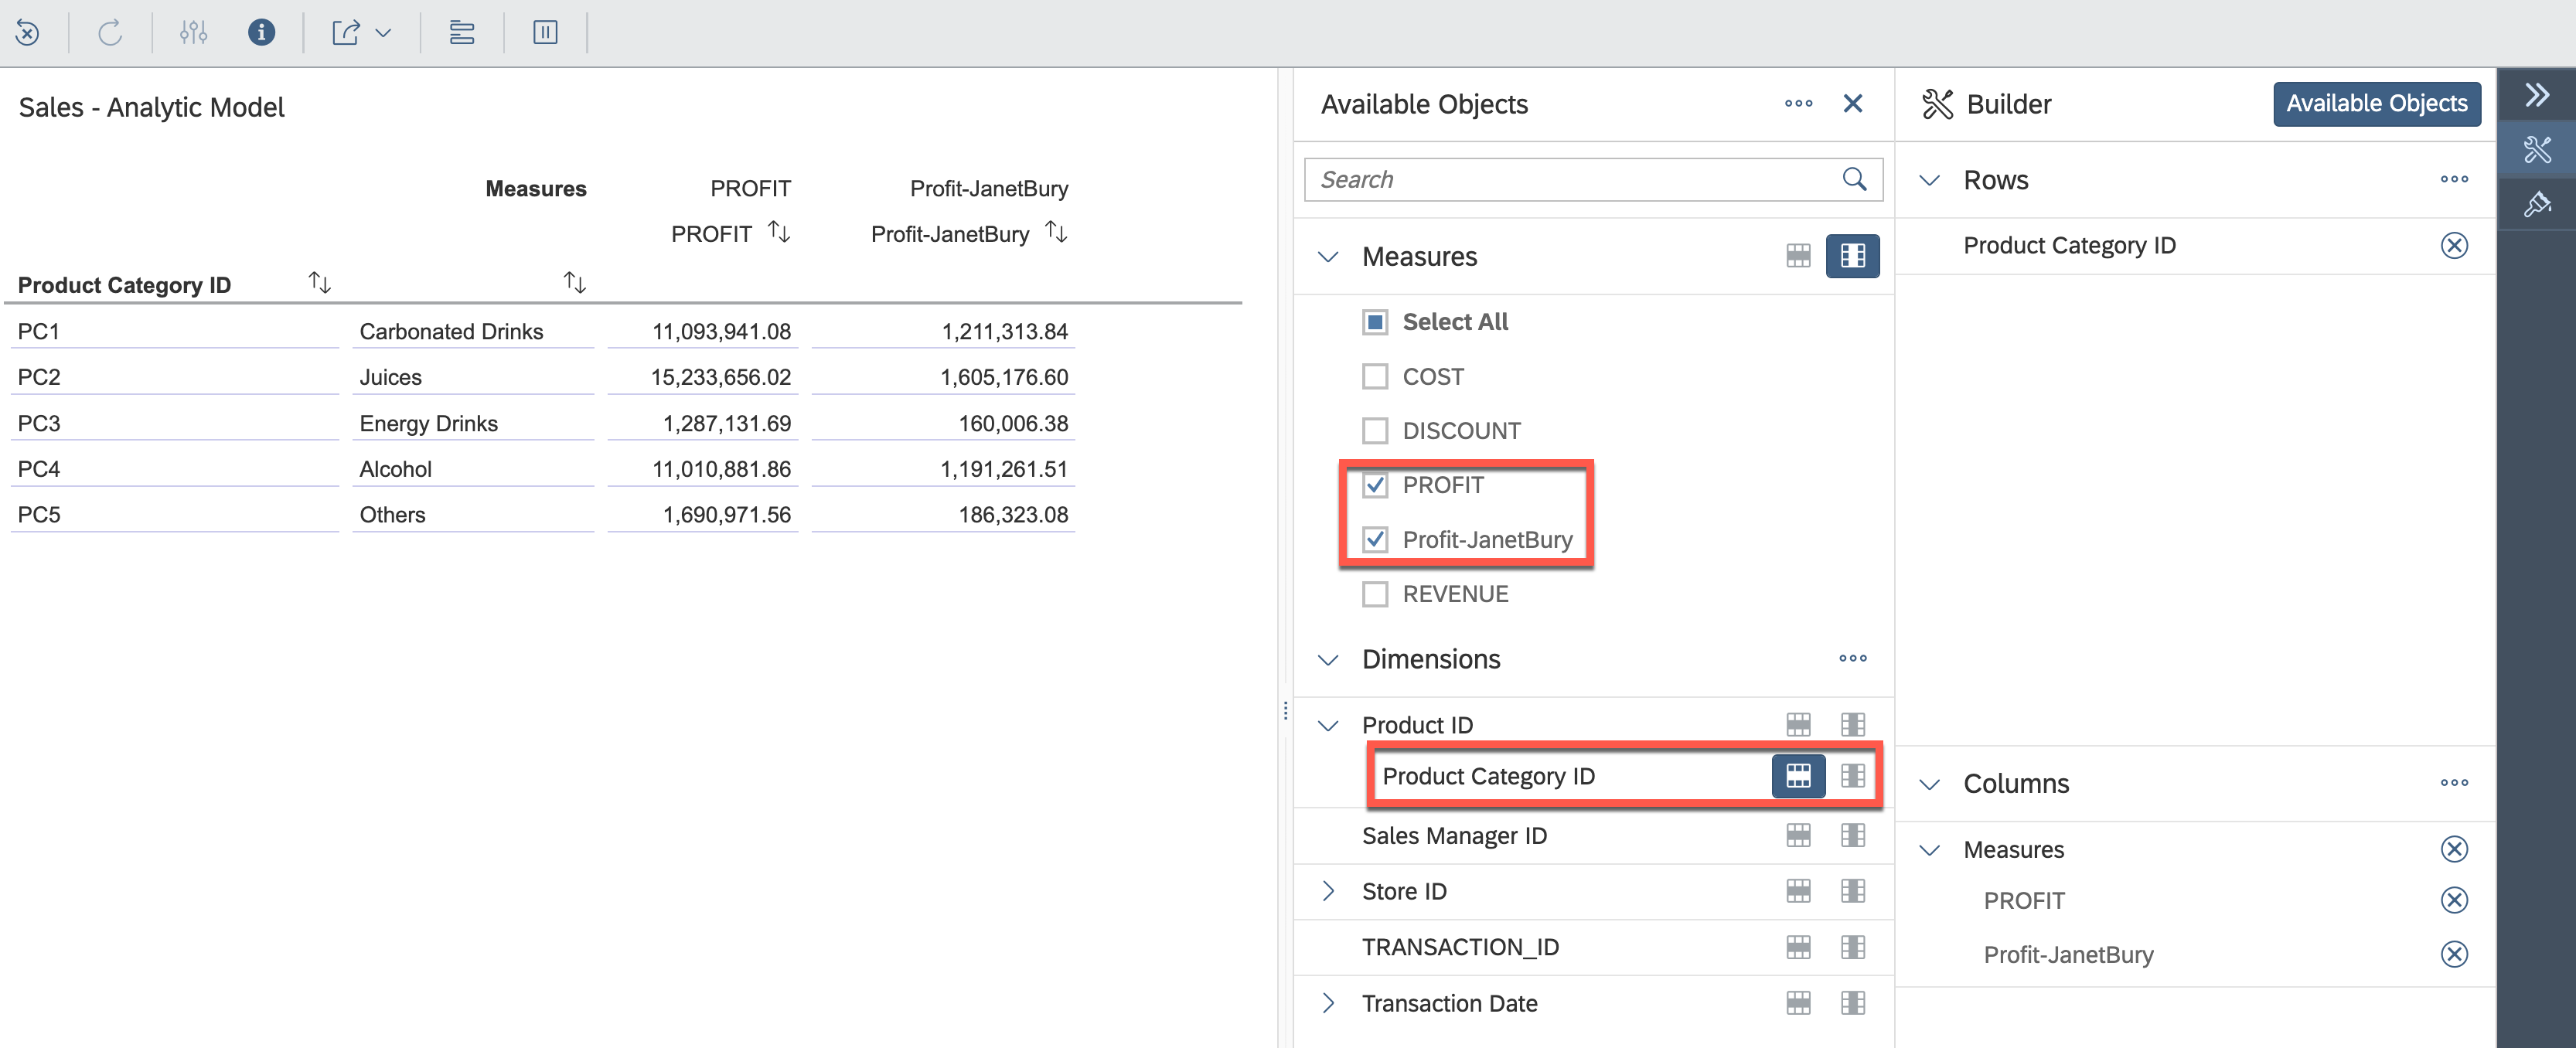 Sales - Analytic Model
Measures PROFIT Profit-JanetBury
PROFIT Profit-JanetBury
Product Category ID
PC1 Carbonated Drinks 11,093,941.08 1,211,313.84
PC2 Juices 15,233,656.02 1,605,176.60
PC3 Energy Drinks 1,287,131.69 160,006.38
PC4 Alcohol 11,010,881.86 1,191,261.51
PC5 Others 1,690,971.56 186,323.08
Available Objects
Search
Measures
Select All
COST
DISCOUNT
PROFIT
Profit-JanetBury
REVENUE
Dimensions
Product ID
Product Category ID
Sales Manager ID
Store ID
TRANSACTION_ID
Transaction Date
Builder Available Objects
Rows
Product Category ID
Columns
Measures
PROFIT
Profit-JanetBury